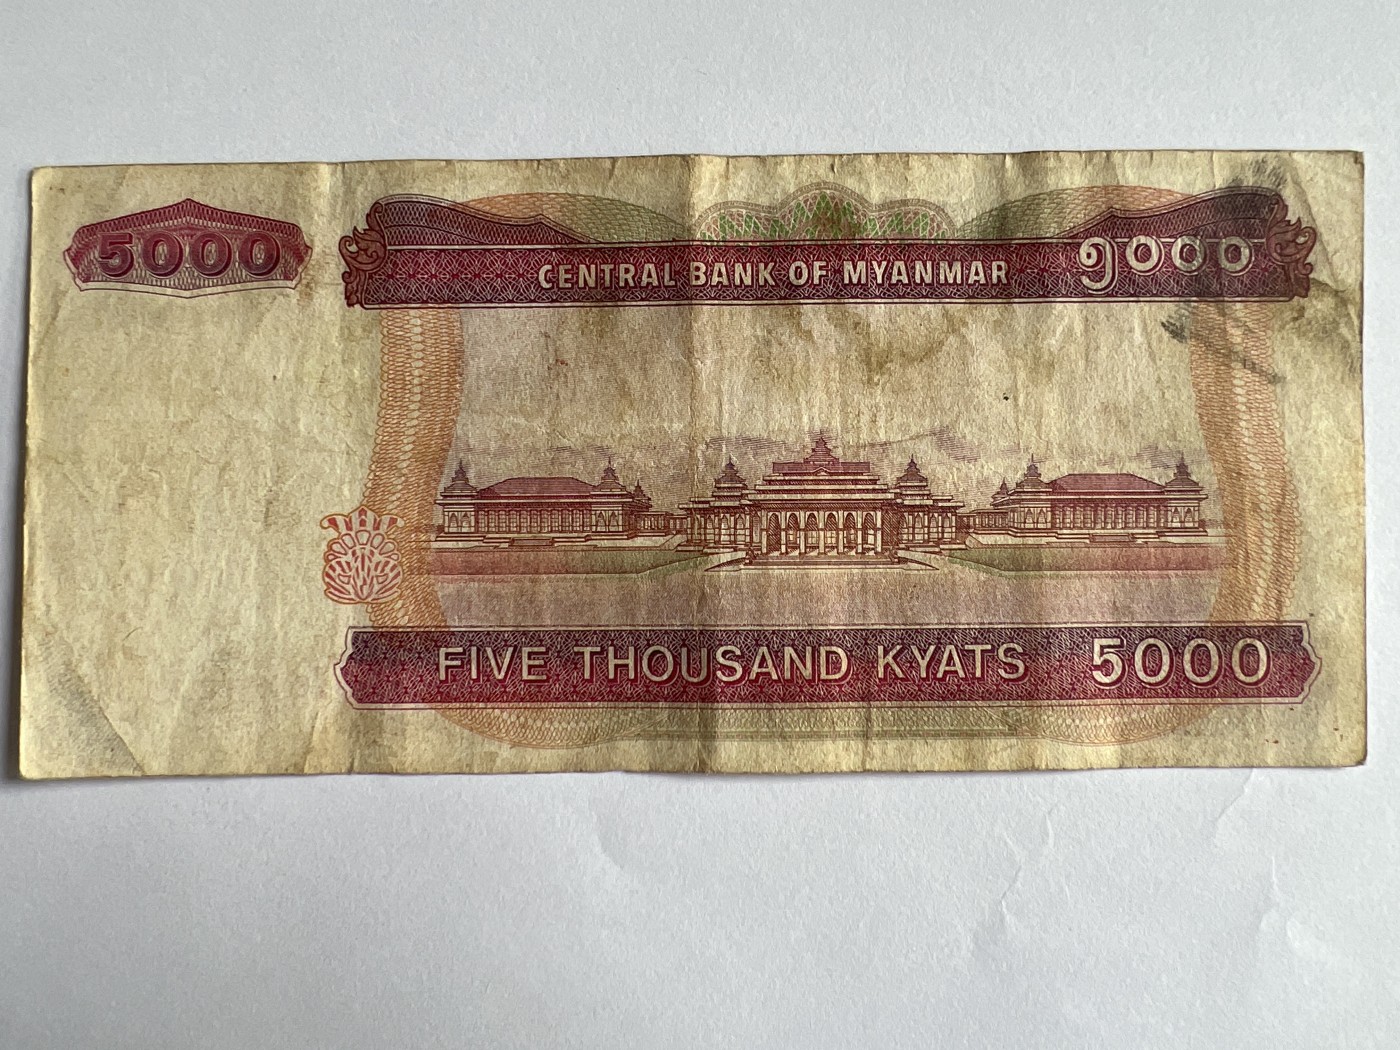 5000
CENTRAL BANK OF MYANMAR ၅၀၀၀
FIVE THOUSAND KYATS 5000